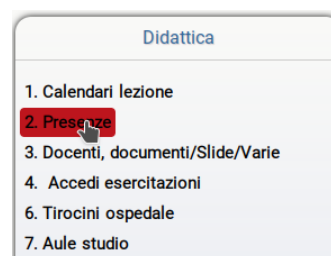 Didattica
1. Calendari lezione
2. Presenze
3. Docenti, documenti/Slide/Varie
4. Accedi esercitazioni
6. Tirocini ospedale
7. Aule studio